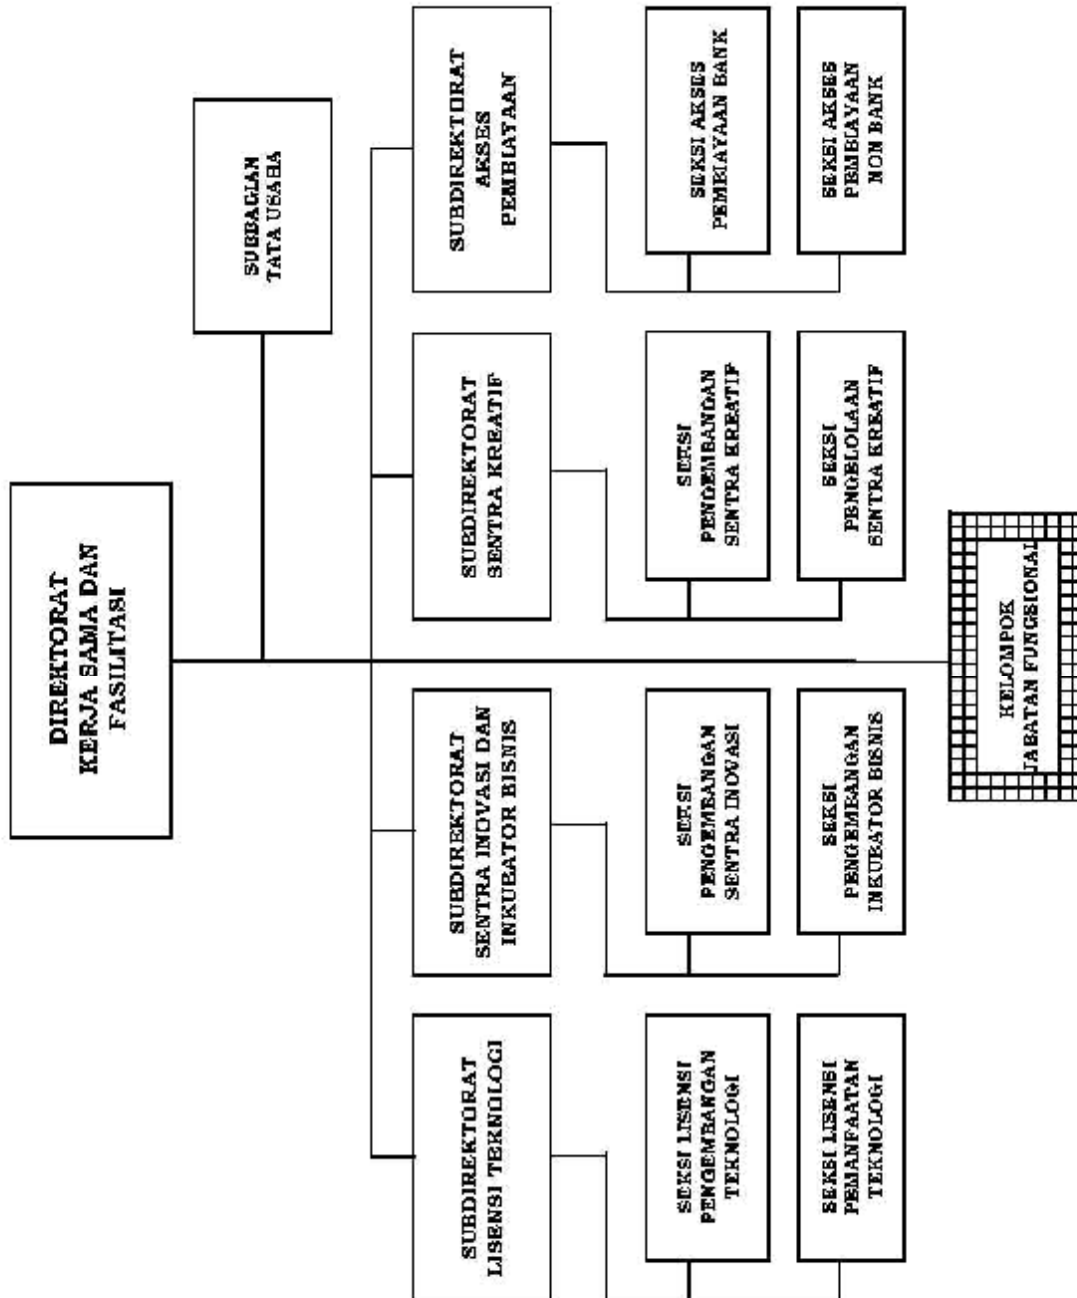 DIREKTORAT
KERJA SAMA DAN
FASILITASI
SUBBAGIAN
TATA USAHA
SUBDIREKTORAT
LISENSI TEKNOLOGI
SUBDIREKTORAT
SENTRA INOVASI DAN
INKUBATOR BISNIS
SUBDIREKTORAT
SENTRA KREATIF
SUBDIREKTORAT
AKSES
PEMBIAYAAN
SEKSI LISENSI
PENGEMBANGAN
TEKNOLOGI
SEKSI
PENGEMBANGAN
SENTRA INOVASI
SEKSI
PENGEMBANGAN
SENTRA KREATIF
SEKSI AKSES
PEMBIAYAAN BANK
SEKSI LISENSI
PEMANFAATAN
TEKNOLOGI
SEKSI
PENGEMBANGAN
INKUBATOR BISNIS
SEKSI
PENGELOLAAN
SENTRA KREATIF
SEKSI AKSES
PEMBIAYAAN
NON BANK
KELOMPOK
JABATAN FUNGSIONAL